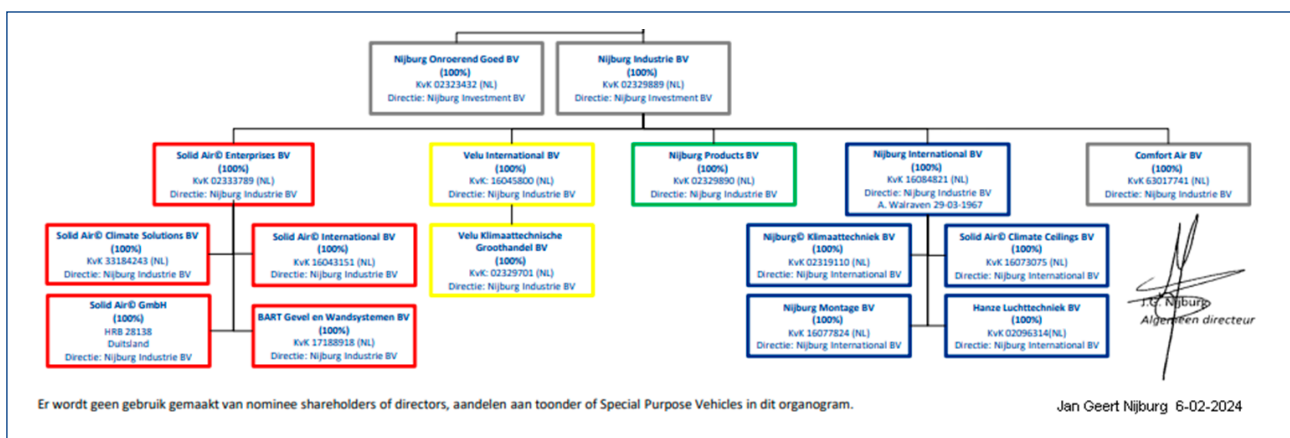 Nijburg Onroerend Goed BV
(100%)
KvK 02323432 (NL)
Directie: Nijburg Investment BV
Nijburg Industrie BV
(100%)
KvK 02329889 (NL)
Directie: Nijburg Investment BV
Solid Air© Enterprises BV
(100%)
KvK 02333789 (NL)
Directie: Nijburg Industrie BV
Velu International BV
(100%)
KvK: 16045800 (NL)
Directie: Nijburg Industrie BV
Nijburg Products BV
(100%)
KvK 02329890 (NL)
Directie: Nijburg Industrie BV
Nijburg International BV
(100%)
KvK 16084821 (NL)
Directie: Nijburg Industrie BV
A. Walraven 29-03-1967
Comfort Air BV
(100%)
KvK 63017741 (NL)
Directie: Nijburg Industrie BV
Solid Air© Climate Solutions BV
(100%)
KvK 33184243 (NL)
Directie: Nijburg Industrie BV
Solid Air© International BV
(100%)
KvK 16043151 (NL)
Directie: Nijburg Industrie BV
Velu Klimaattechnische
Groothandel BV
(100%)
KvK: 02329701 (NL)
Directie: Nijburg Industrie BV
Nijburg© Klimaattechniek BV
(100%)
KvK 02319110 (NL)
Directie: Nijburg International BV
Solid Air© Climate Ceilings BV
(100%)
KvK 16073075 (NL)
Directie: Nijburg International BV
Solid Air© GmbH
(100%)
HRB 28138
Duitsland
Directie: Nijburg Industrie BV
BART Gevel en Wandsystemen BV
(100%)
KvK 17188918 (NL)
Directie: Nijburg Industrie BV
Nijburg Montage BV
(100%)
KvK 16077824 (NL)
Directie: Nijburg International BV
Hanze Luchttechniek BV
(100%)
KvK 02096314(NL)
Directie: Nijburg International BV
J.G. Nijburg
Algemeen directeur
Er wordt geen gebruik gemaakt van nominee shareholders of directors, aandelen aan toonder of Special Purpose Vehicles in dit organogram.
Jan Geert Nijburg 6-02-2024